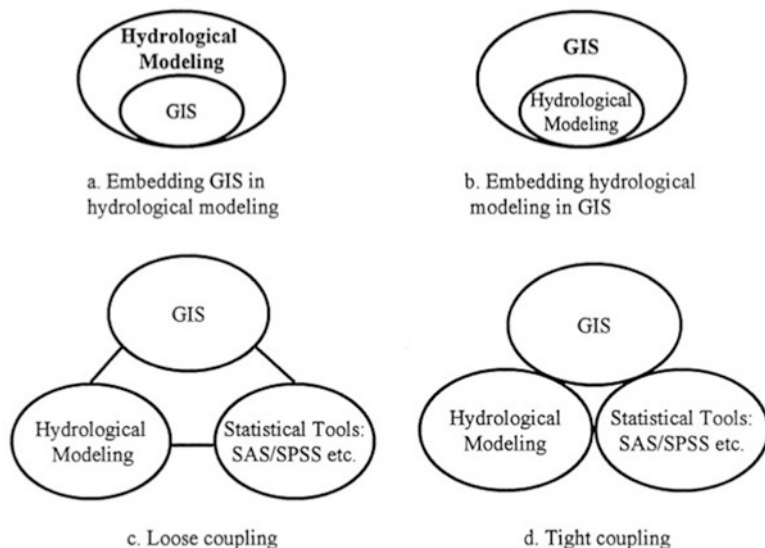 Hydrological
Modeling
GIS
a. Embedding GIS in
hydrological modeling
GIS
Hydrological
Modeling
b. Embedding hydrological
modeling in GIS
GIS
Hydrological
Modeling
Statistical Tools:
SAS/SPSS etc.
c. Loose coupling
GIS
Hydrological
Modeling
Statistical Tools:
SAS/SPSS etc.
d. Tight coupling